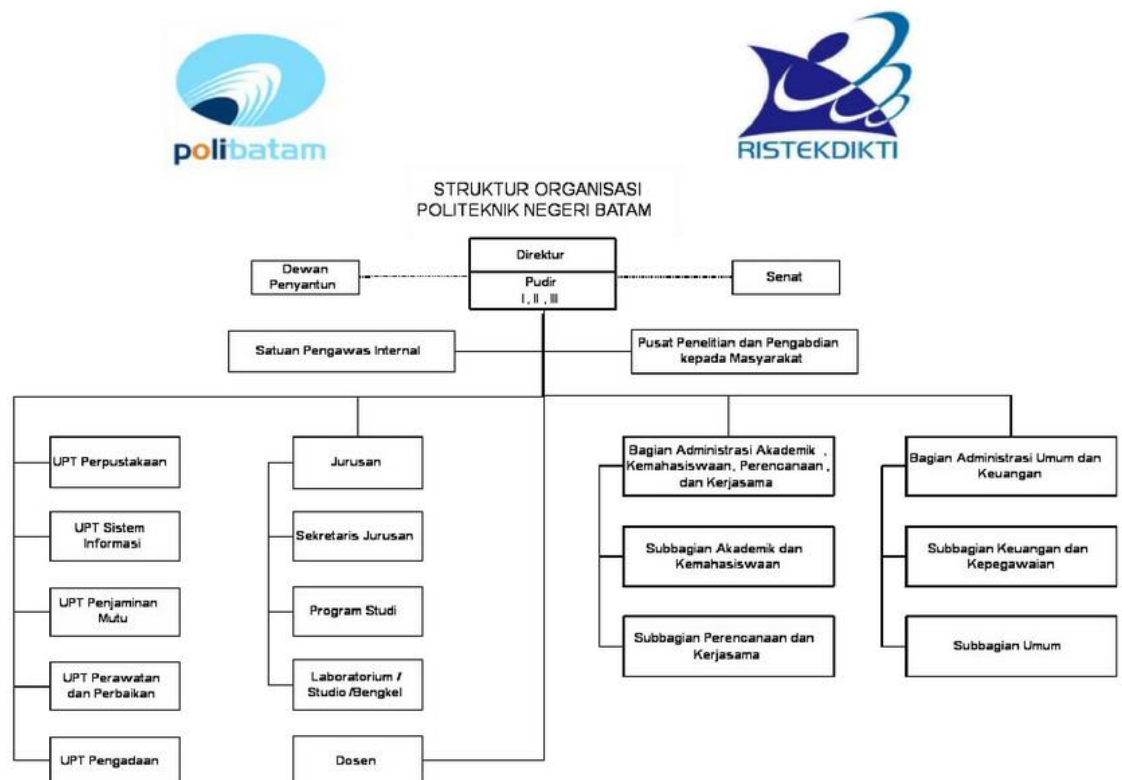 polibatam
RISTEKDIKTI
STRUKTUR ORGANISASI
POLITEKNIK NEGERI BATAM
Direktur
Pudir
I, II, III
Dewan
Penyantun
Senat
Satuan Pengawas Internal
Pusat Penelitian dan Pengabdian
kepada Masyarakat
UPT Perpustakaan
UPT Sistem
Informasi
UPT Penjaminan
Mutu
UPT Perawatan
dan Perbaikan
UPT Pengadaan
Jurusan
Sekretaris Jurusan
Program Studi
Laboratorium /
Studio /Bengkel
Dosen
Bagian Administrasi Akademik ,
Kemahasiswaan, Perencanaan ,
dan Kerjasama
Subbagian Akademik dan
Kemahasiswaan
Subbagian Perencanaan dan
Kerjasama
Bagian Administrasi Umum dan
Keuangan
Subbagian Keuangan dan
Kepegawaian
Subbagian Umum